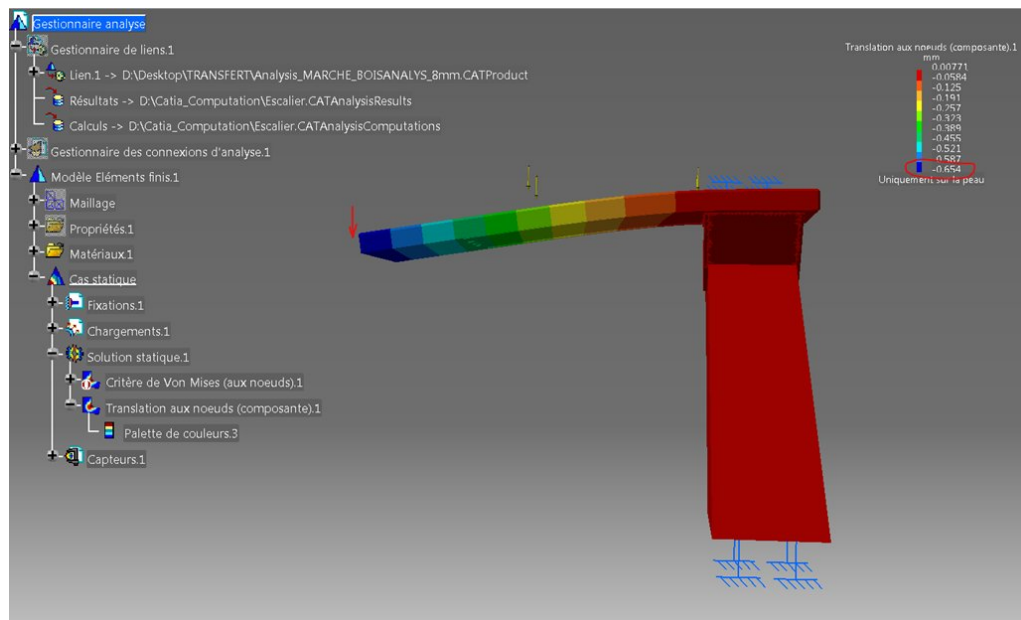 Gestionnaire analyse
Gestionnaire de liens.1
Lien.1 -> D:\Desktop\TRANSFERT\Analysis_MARCHE_BOISANALYS_8mm.CATProduct
Résultats -> D:\Catia_Computation\Escalier.CATAnalysisResults
Calculs -> D:\Catia_Computation\Escalier.CATAnalysisComputations
Gestionnaire des connexions d'analyse.1
Modèle Eléments finis.1
Maillage
Propriétés.1
Matériaux.1
Cas statique
Fixations.1
Chargements.1
Solution statique.1
Critère de Von Mises (aux noeuds).1
Translation aux noeuds (composante).1
Palette de couleurs.3
Capteurs.1
Translation aux noeuds (composante).1
mm
0.00771
-0.0584
-0.125
-0.191
-0.257
-0.323
-0.389
-0.455
-0.521
-0.587
-0.654
Uniquement sur la peau